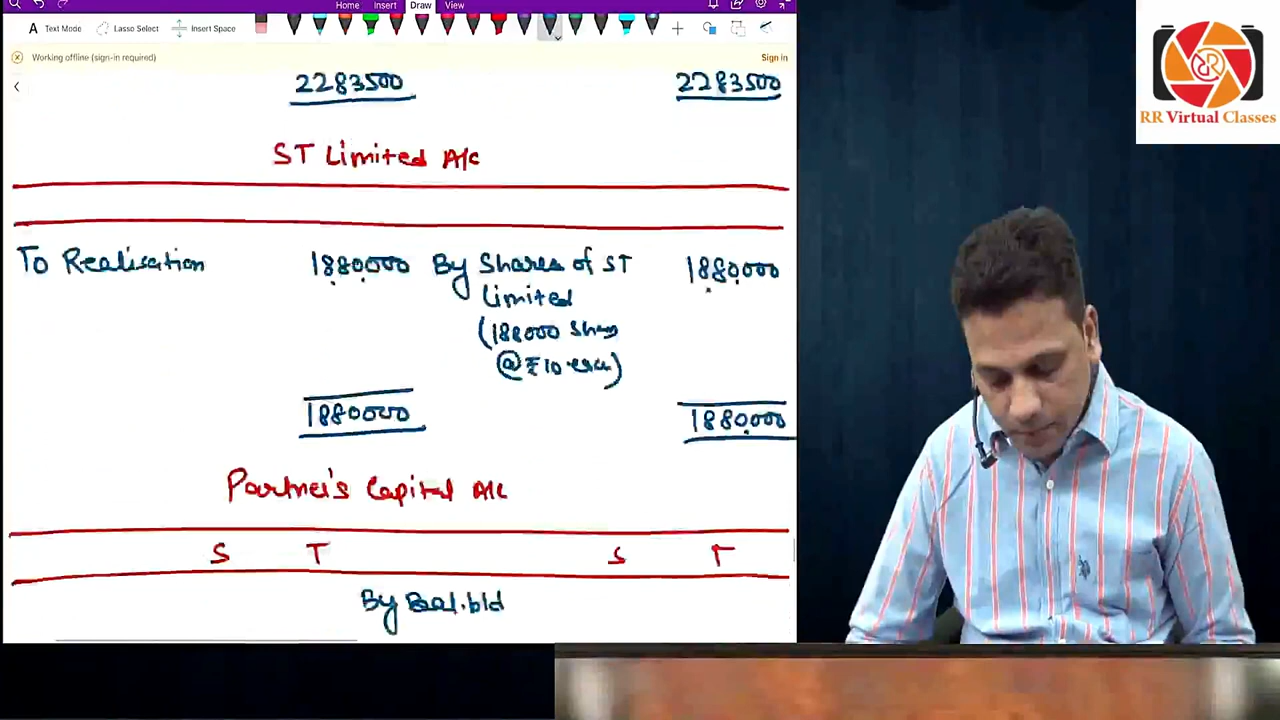 Home Insert Draw View
Text Mode Lasso Select Insert Space
Working offline (sign-in required) Sign in
RR Virtual Classes
2283500 2283500
ST Limited A/c
To Realisation 1880000 By Shares of ST 1880000
Limited
(188000 Shares
@ ₹10 each)
1880000 1880000
Partner's Capital A/c
S T S T
By Bal. b/d